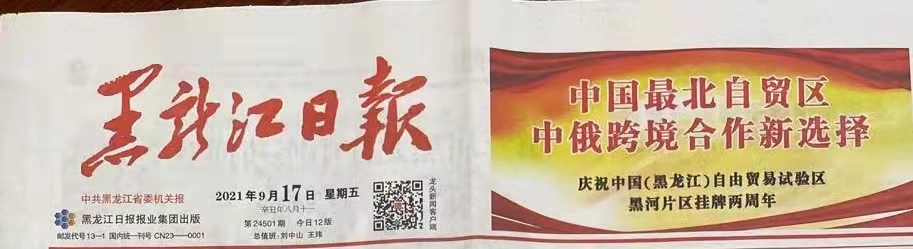 黑龙江日報
中共黑龙江省委机关报
黑龙江日报报业集团出版
邮发代号13—1 国内统一刊号CN23——0001
2021年9月17日 星期五
辛丑年八月十一
第24501期 今日12版
总值班:刘中山 王玮
龙头新闻客户端
中国最北自贸区
中俄跨境合作新选择
庆祝中国(黑龙江)自由贸易试验区
黑河片区挂牌两周年